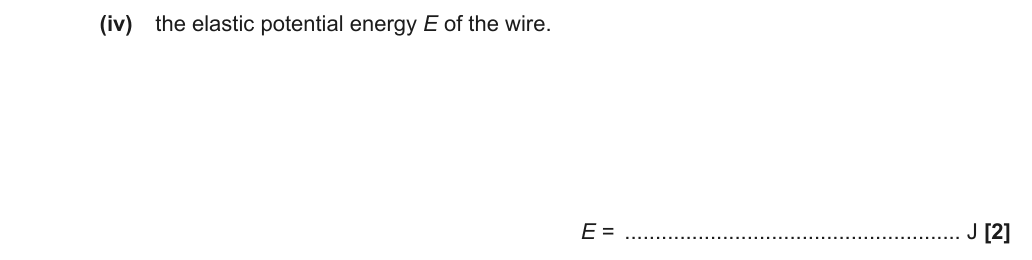 (iv) the elastic potential energy E of the wire.
E = ........................................................ J [2]